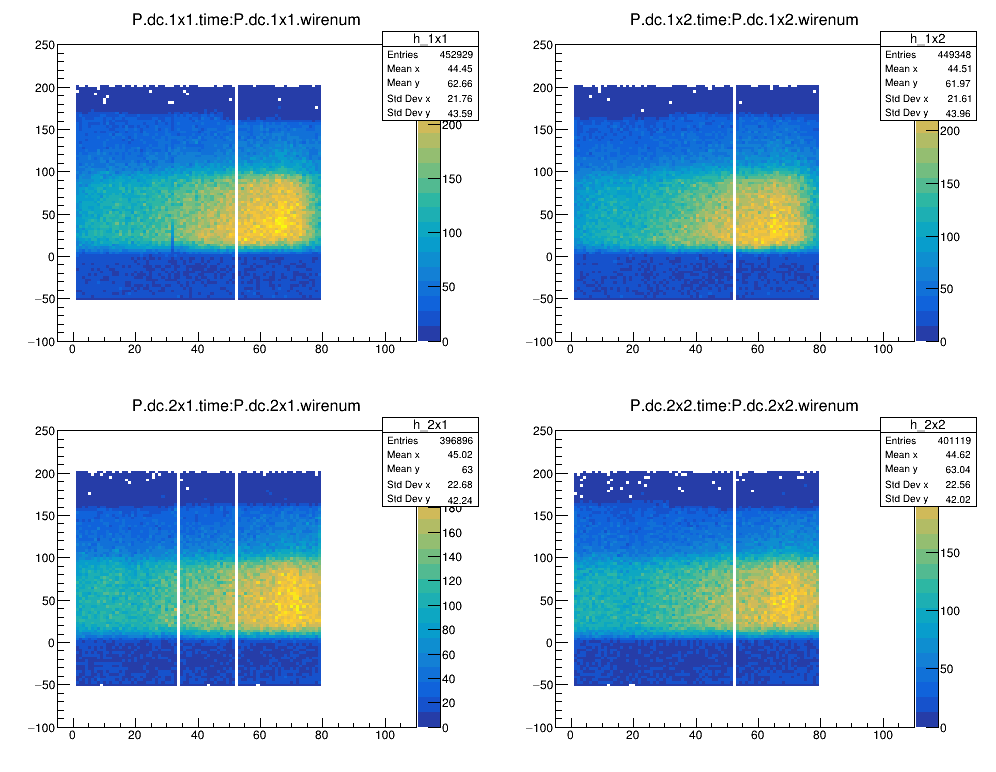 P.dc.1x1.time:P.dc.1x1.wirenum
h_1x1
Entries 452929
Mean x 44.45
Mean y 62.66
Std Dev x 21.76
Std Dev y 43.59
250
200
150
100
50
0
−50
−100
0 20 40 60 80 100
200
150
100
50
0
P.dc.1x2.time:P.dc.1x2.wirenum
h_1x2
Entries 449348
Mean x 44.51
Mean y 61.97
Std Dev x 21.61
Std Dev y 43.96
250
200
150
100
50
0
−50
−100
0 20 40 60 80 100
200
150
100
50
0
P.dc.2x1.time:P.dc.2x1.wirenum
h_2x1
Entries 396896
Mean x 45.02
Mean y 63
Std Dev x 22.68
Std Dev y 42.24
250
200
150
100
50
0
−50
−100
0 20 40 60 80 100
180
160
140
120
100
80
60
40
20
0
P.dc.2x2.time:P.dc.2x2.wirenum
h_2x2
Entries 401119
Mean x 44.62
Mean y 63.04
Std Dev x 22.56
Std Dev y 42.02
250
200
150
100
50
0
−50
−100
0 20 40 60 80 100
150
100
50
0